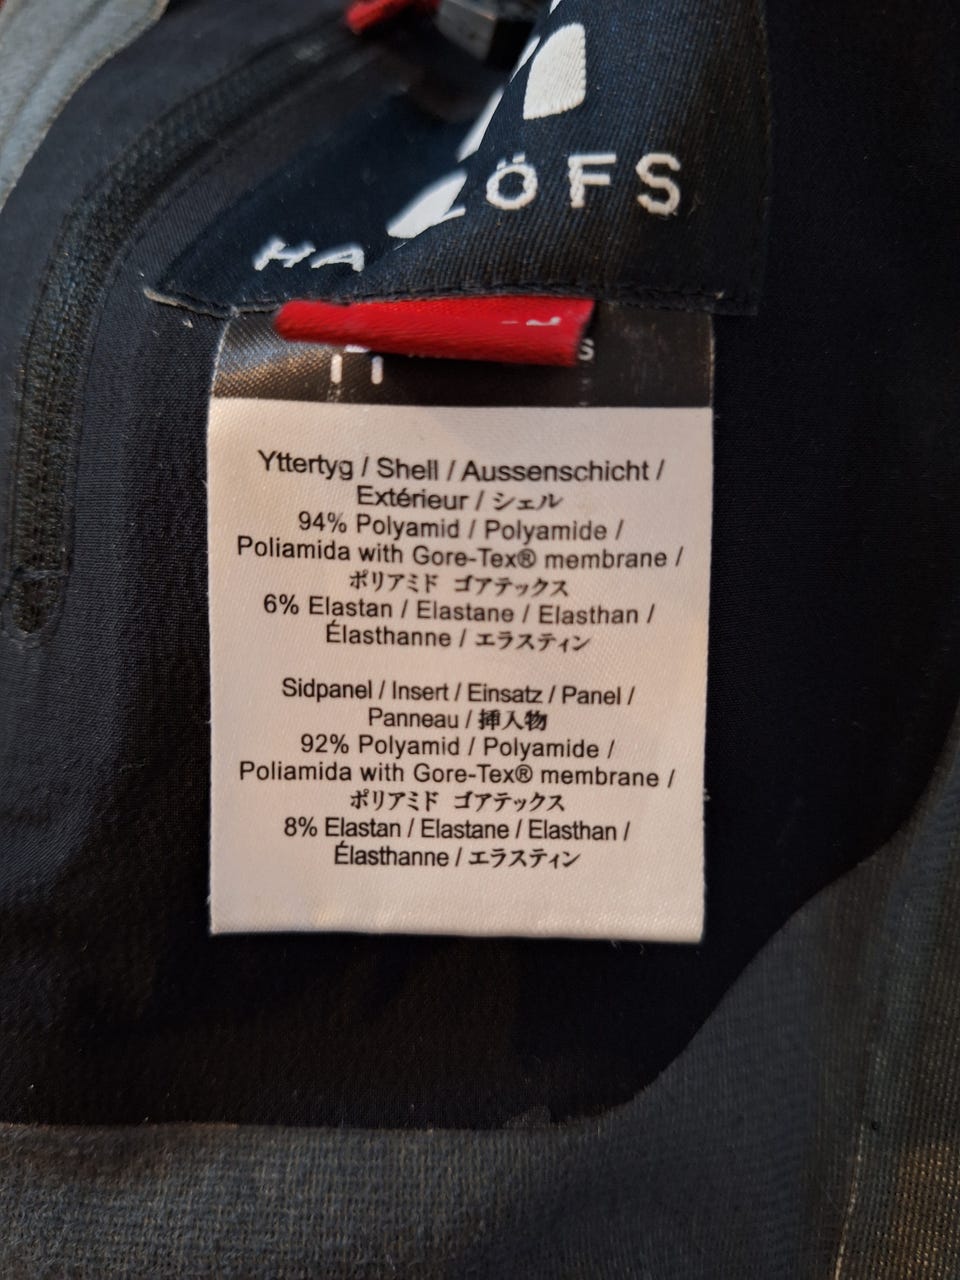 HA ÖFS
Yttertyg / Shell / Aussenschicht /
Extérieur / シェル
94% Polyamid / Polyamide /
Poliamida with Gore-Tex® membrane /
ポリアミド ゴアテックス
6% Elastan / Elastane / Elasthan /
Élasthanne / エラスティン
Sidpanel / Insert / Einsatz / Panel /
Panneau / 挿入物
92% Polyamid / Polyamide /
Poliamida with Gore-Tex® membrane /
ポリアミド ゴアテックス
8% Elastan / Elastane / Elasthan /
Élasthanne / エラスティン